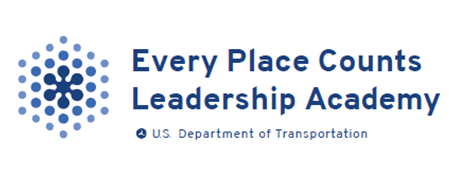 Every Place Counts
Leadership Academy
U.S. Department of Transportation